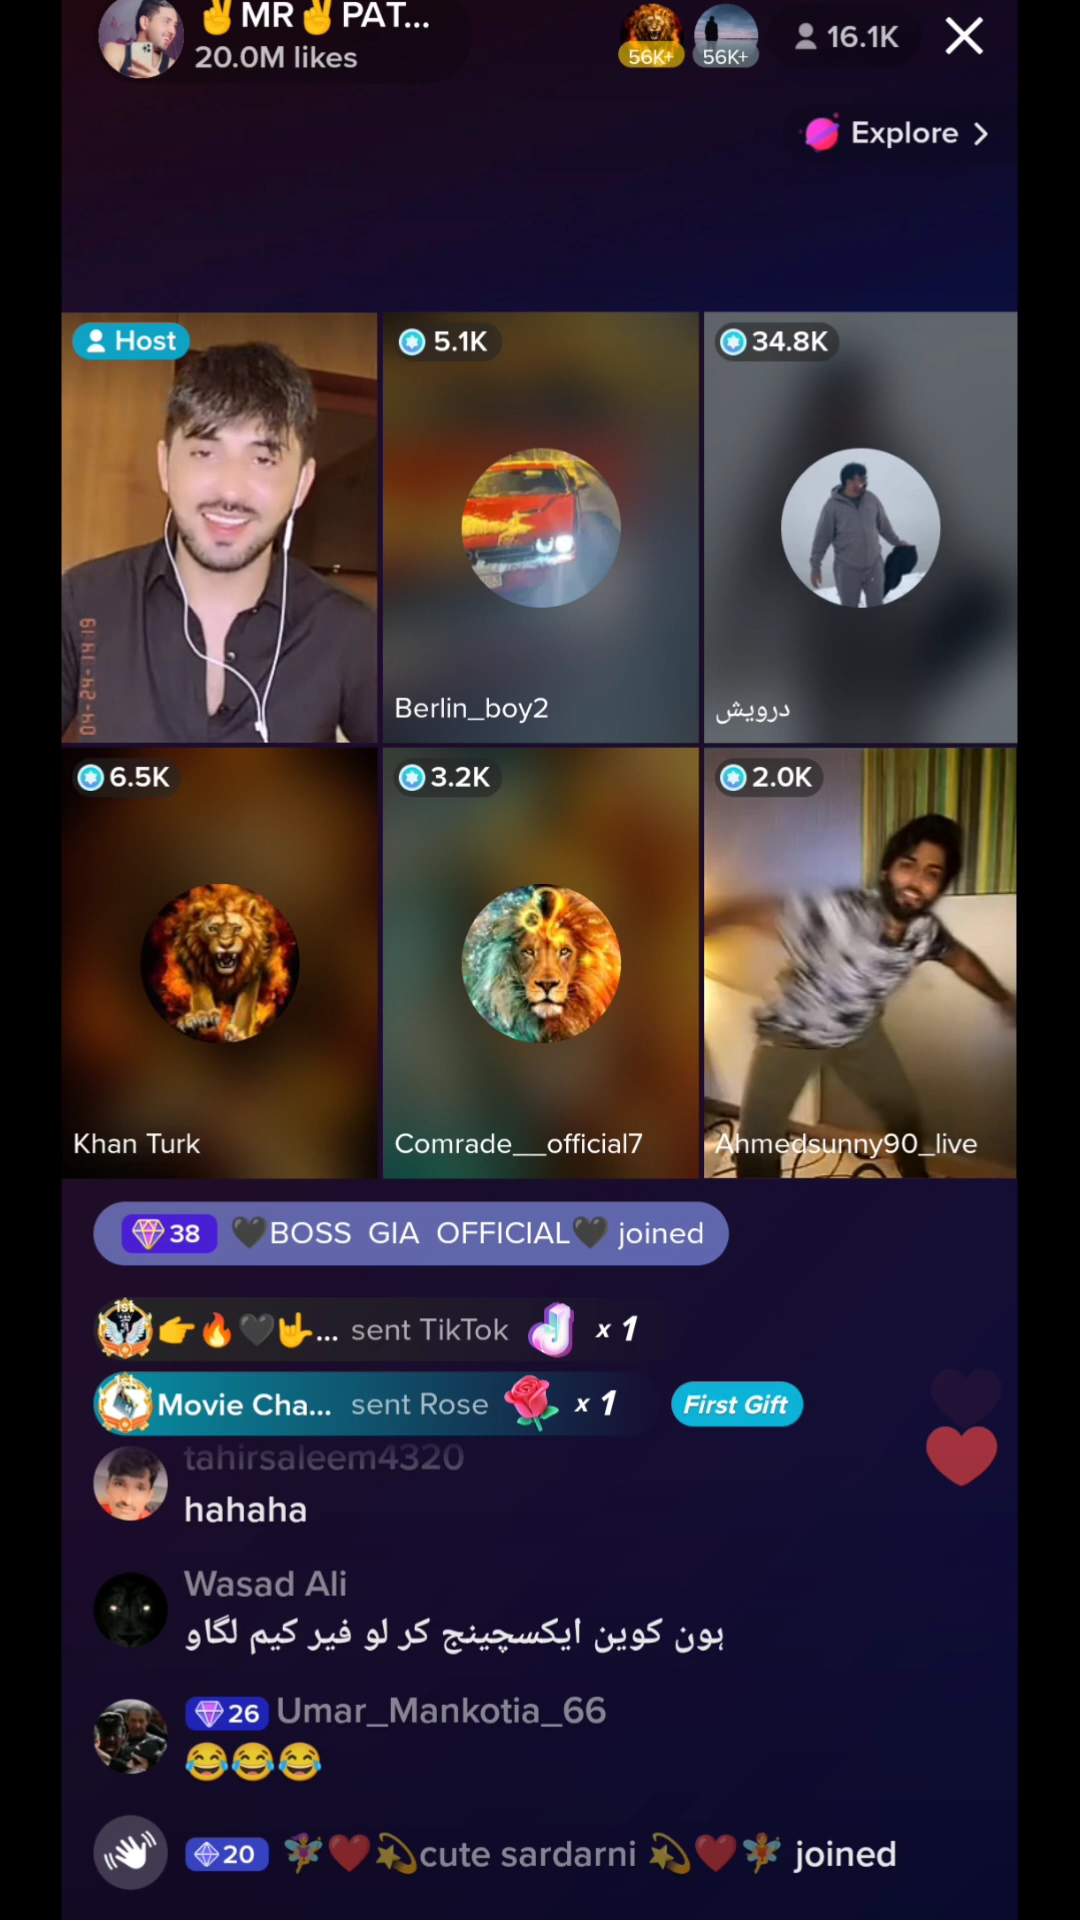 ✌️MR✌️PAT...
20.0M likes
56K+
56K+
16.1K
Explore
Host
5.1K
34.8K
Berlin_boy2
درویش
6.5K
3.2K
2.0K
Khan Turk
Comrade__official7
Ahmedsunny90_live
38 🖤BOSS GIA OFFICIAL🖤 joined
1st 👉🔥🖤🤟... sent TikTok x 1
1st Movie Cha... sent Rose x 1 First Gift
tahirsaleem4320
hahaha
Wasad Ali
ہون کوین ایکسچینج کر لو فیر کیم لگاو
26 Umar_Mankotia_66
😂😂😂
20 🧚❤️💫cute sardarni 💫❤️🧚 joined